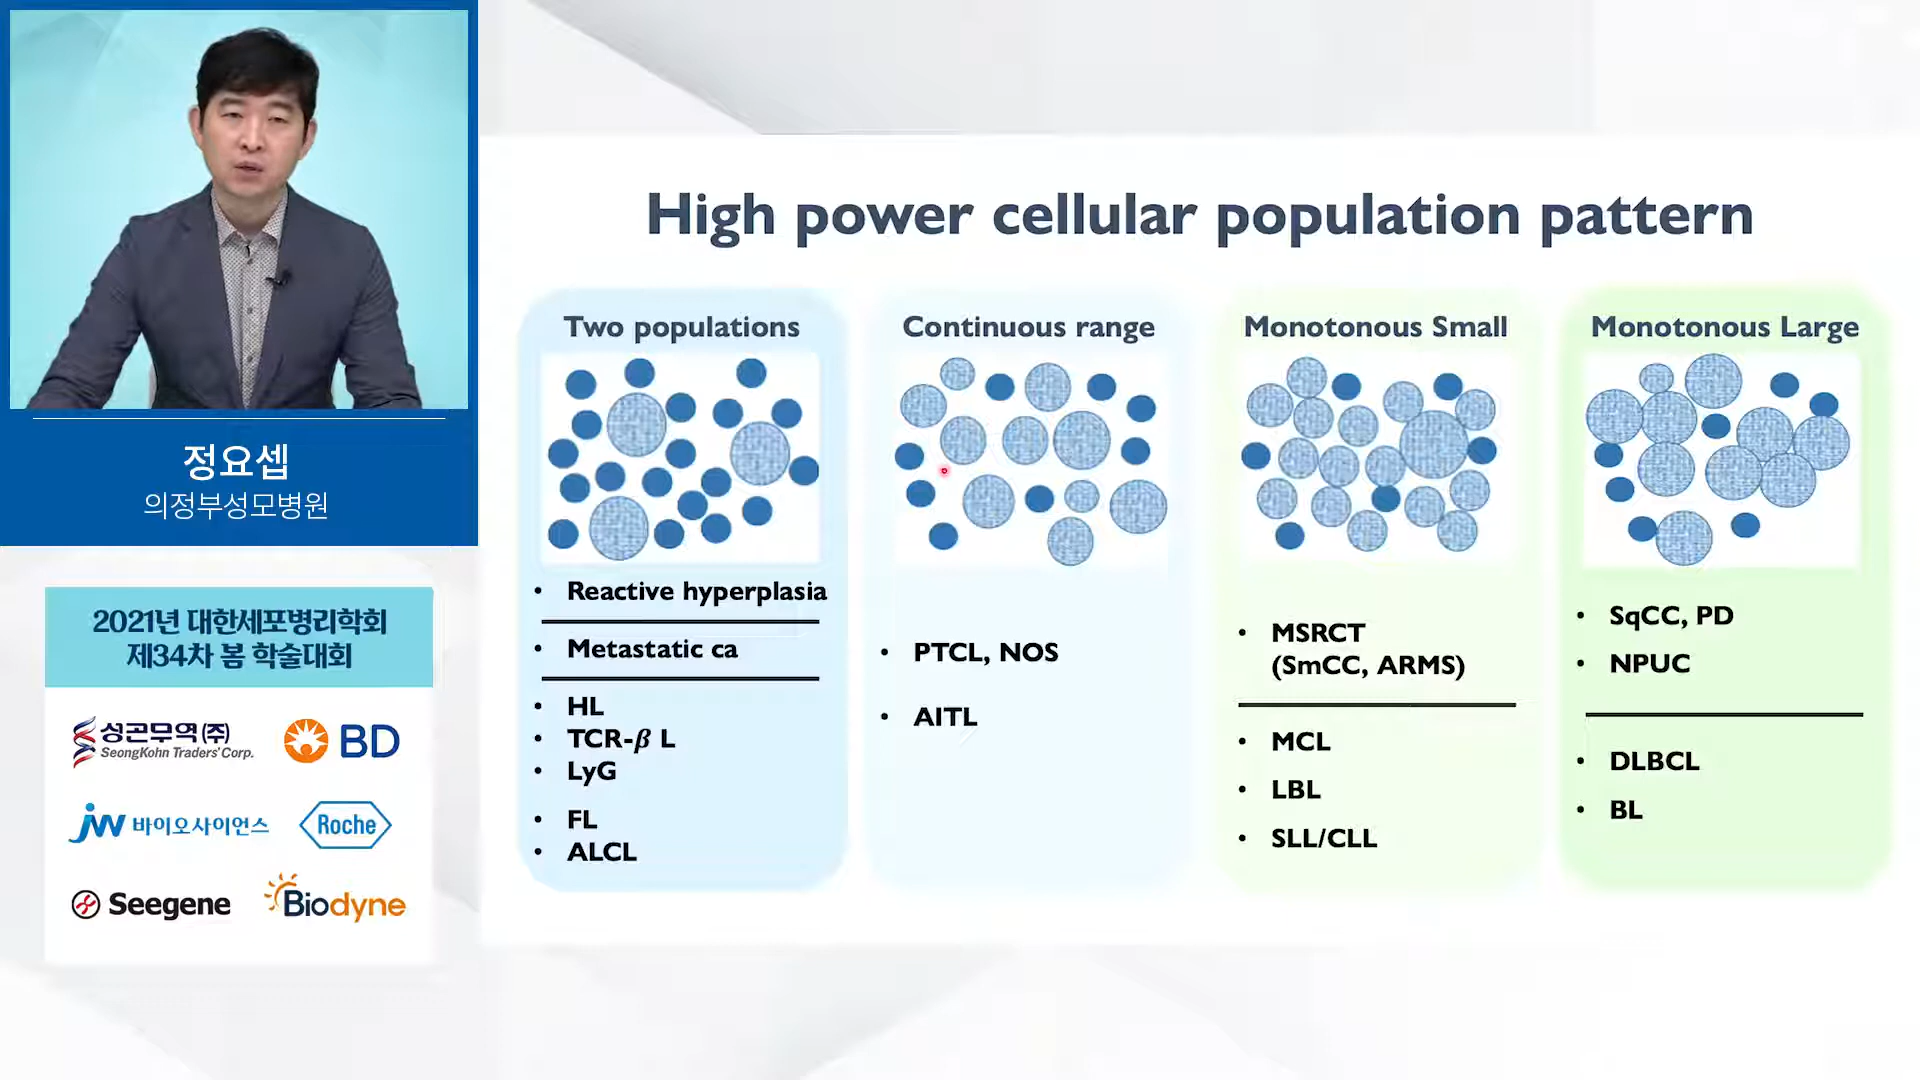 정요셉
의정부성모병원
2021년 대한세포병리학회
제34차 봄 학술대회
성곤무역(주)
SeongKohn Traders' Corp.
BD
jw 바이오사이언스
Roche
Seegene
Biodyne
High power cellular population pattern
Two populations
• Reactive hyperplasia
• Metastatic ca
• HL
• TCR-β L
• LyG
• FL
• ALCL
Continuous range
• PTCL, NOS
• AITL
Monotonous Small
• MSRCT
(SmCC, ARMS)
• MCL
• LBL
• SLL/CLL
Monotonous Large
• SqCC, PD
• NPUC
• DLBCL
• BL